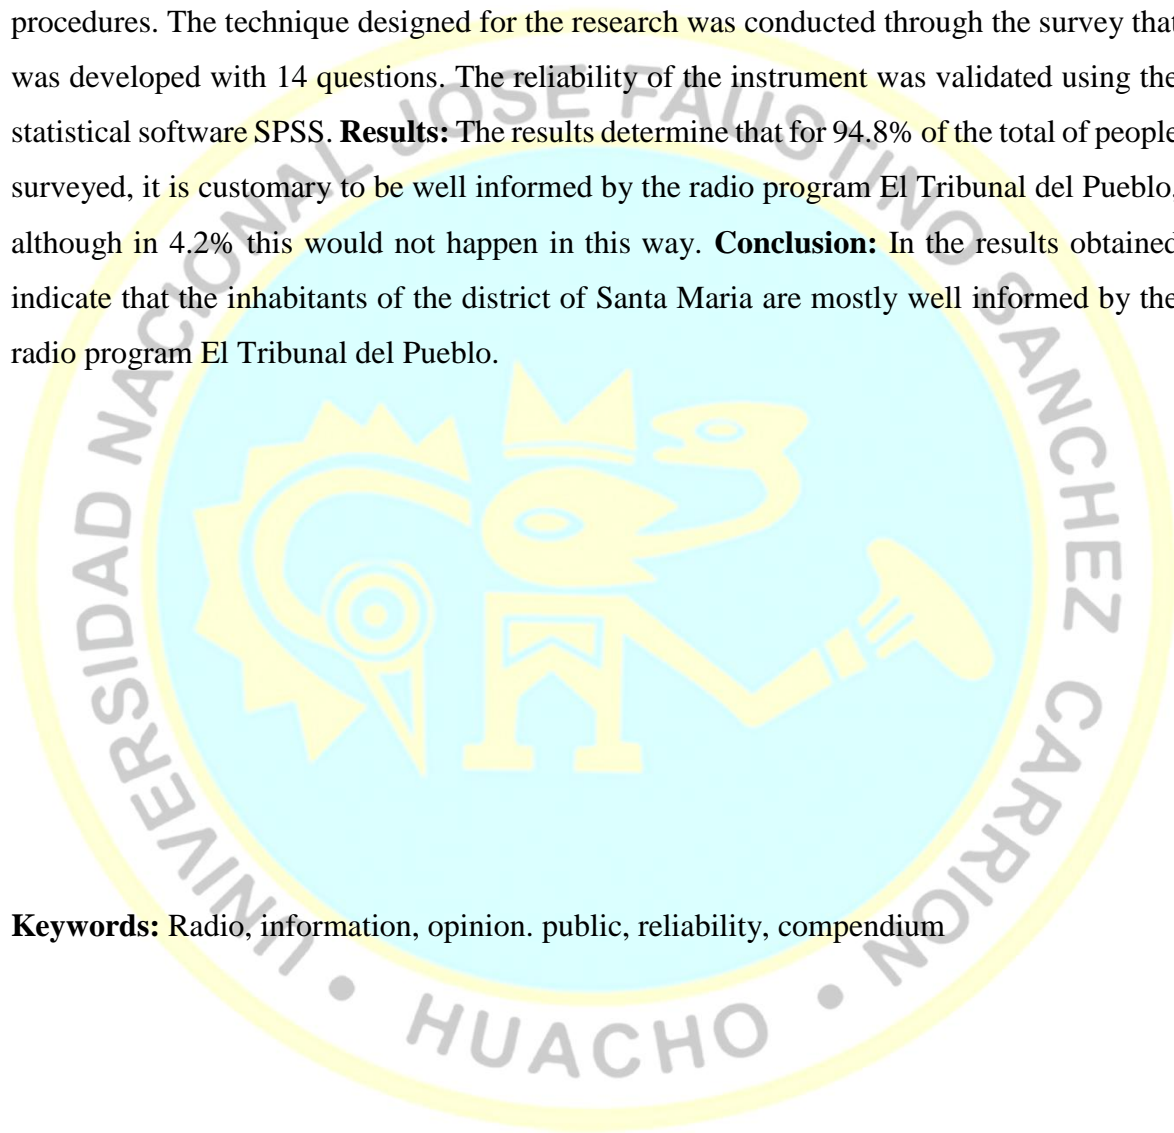 procedures. The technique designed for the research was conducted through the survey that
was developed with 14 questions. The reliability of the instrument was validated using the
statistical software SPSS. Results: The results determine that for 94.8% of the total of people
surveyed, it is customary to be well informed by the radio program El Tribunal del Pueblo,
although in 4.2% this would not happen in this way. Conclusion: In the results obtained
indicate that the inhabitants of the district of Santa Maria are mostly well informed by the
radio program El Tribunal del Pueblo.
Keywords: Radio, information, opinion. public, reliability, compendium
UNIVERSIDAD NACIONAL JOSE FAUSTINO SANCHEZ CARRION
• HUACHO •